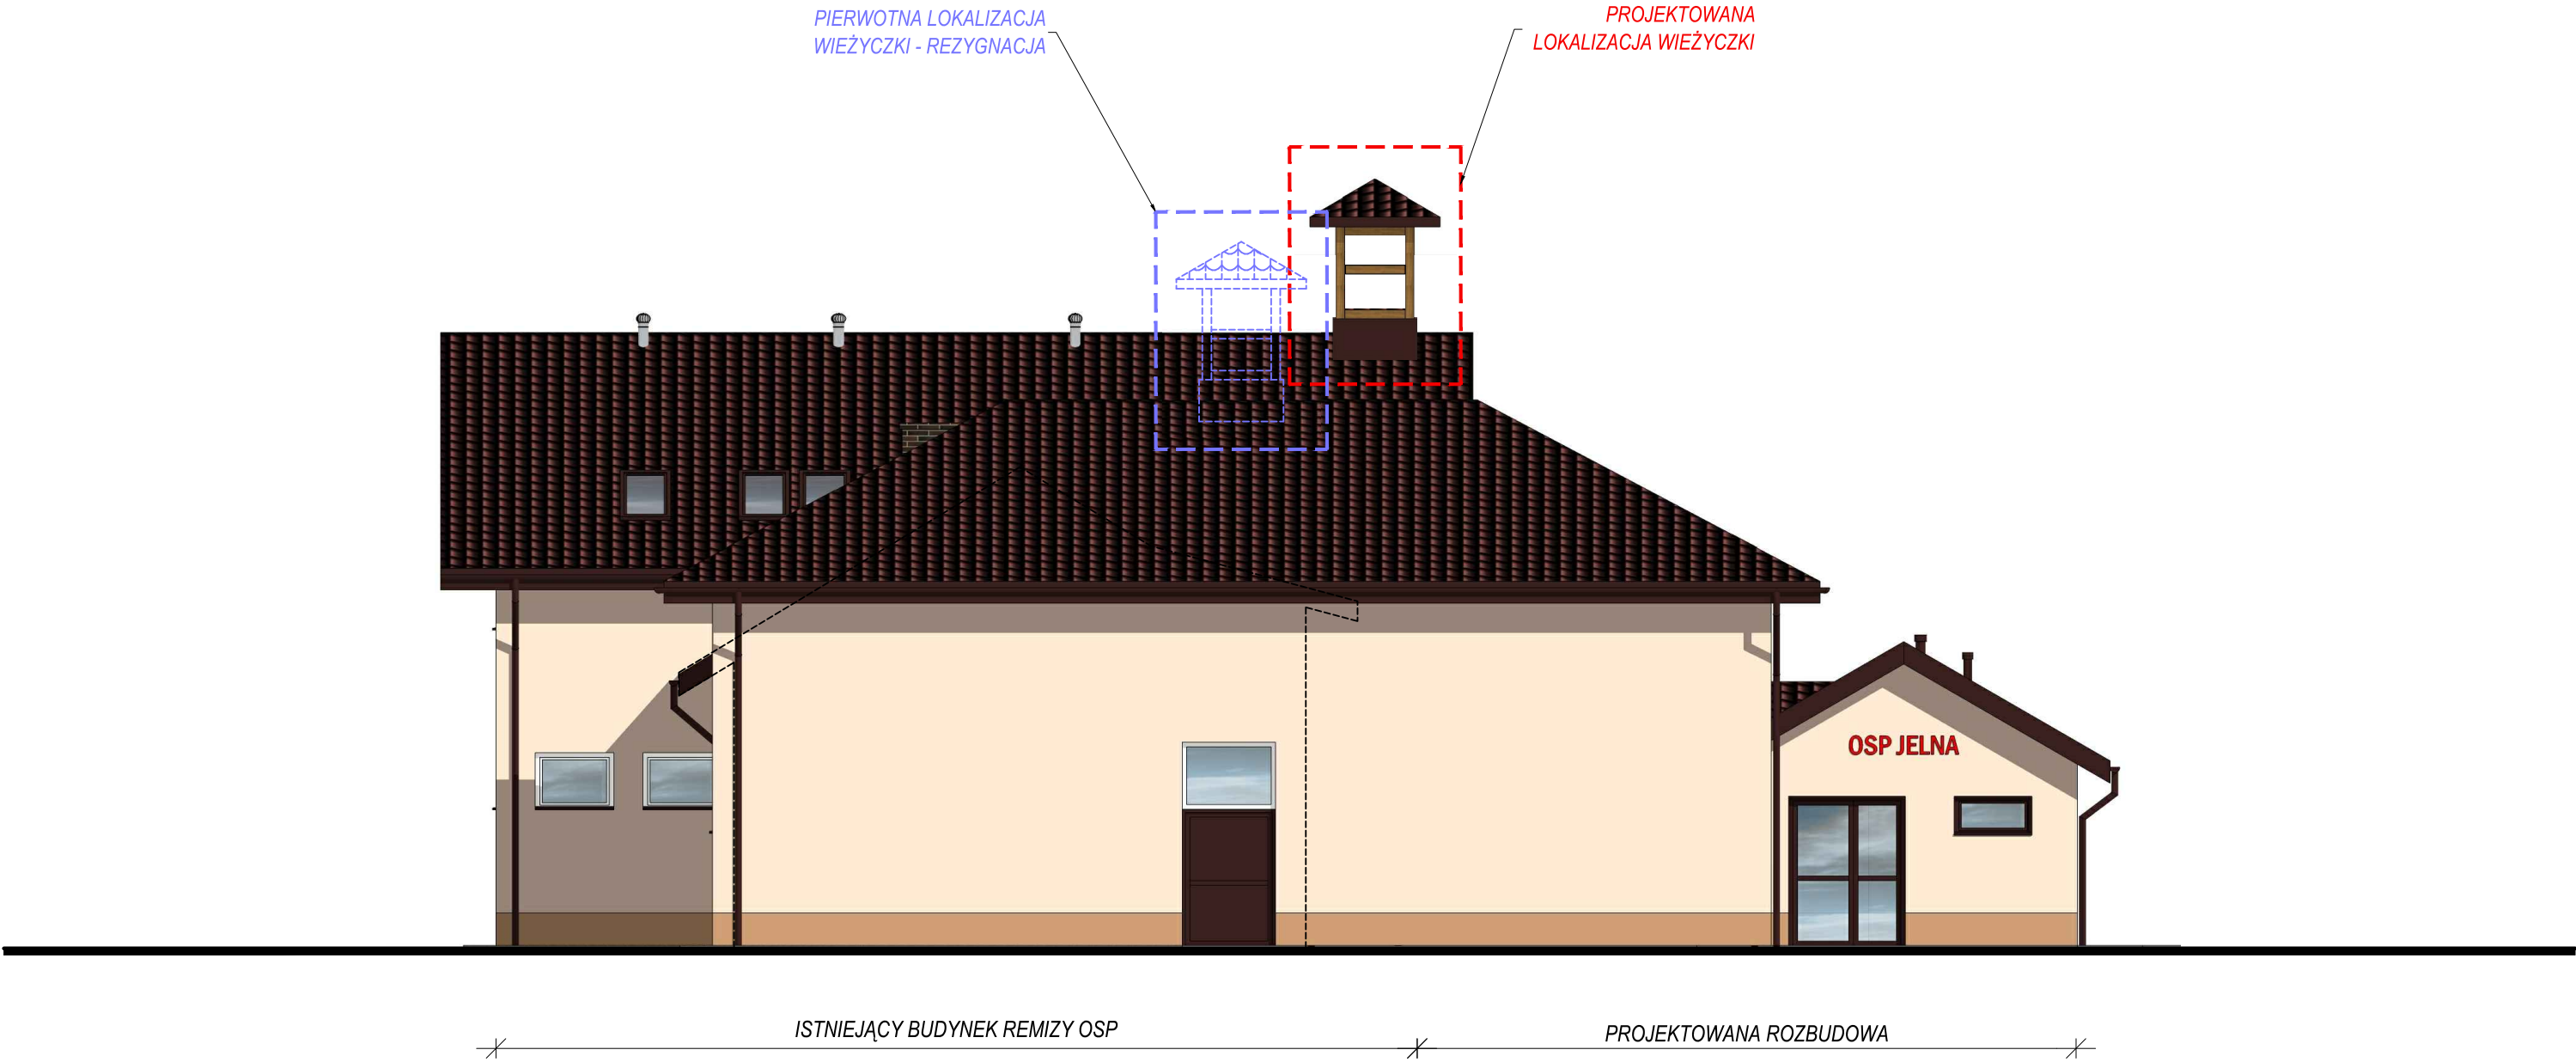 PIERWOTNA LOKALIZACJA
WIEŻYCZKI - REZYGNACJA
PROJEKTOWANA
LOKALIZACJA WIEŻYCZKI
OSP JELNA
ISTNIEJĄCY BUDYNEK REMIZY OSP
PROJEKTOWANA ROZBUDOWA